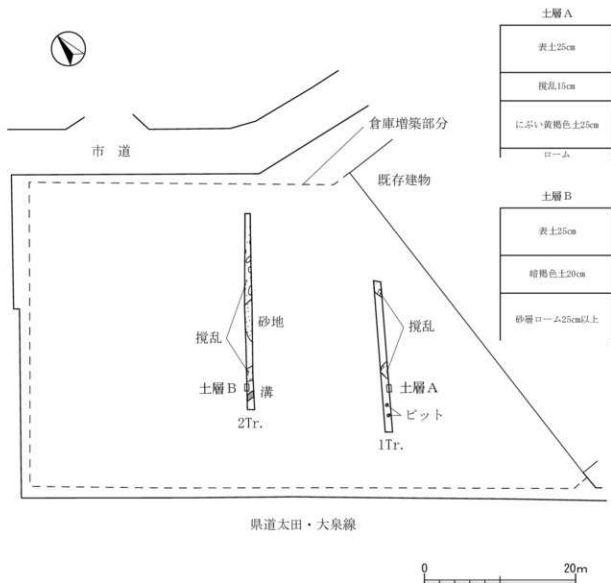 土層A
表土25cm
撹乱15cm
にぶい黄褐色土25cm
ローム
倉庫増築部分
市 道
既存建物
土層B
表土25cm
暗褐色土20cm
砂層ローム25cm以上
撹乱
砂地
撹乱
土層B
溝
土層A
ピット
2Tr.
1Tr.
県道太田・大泉線
0
20m